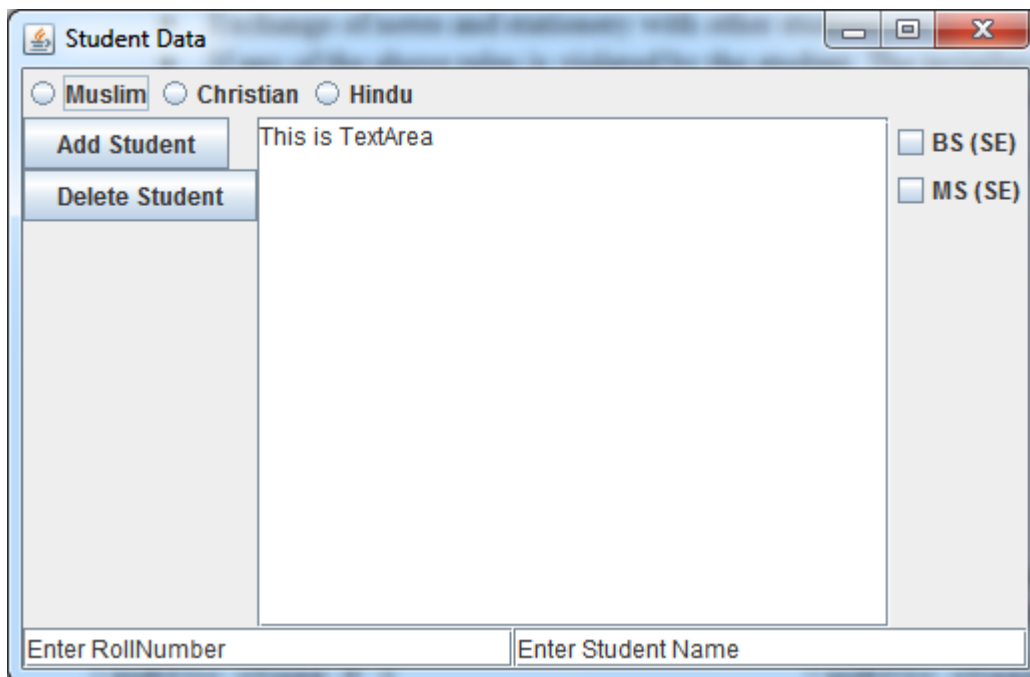 Student Data
Muslim Christian Hindu
Add Student
Delete Student
This is TextArea
BS (SE)
MS (SE)
Enter RollNumber
Enter Student Name